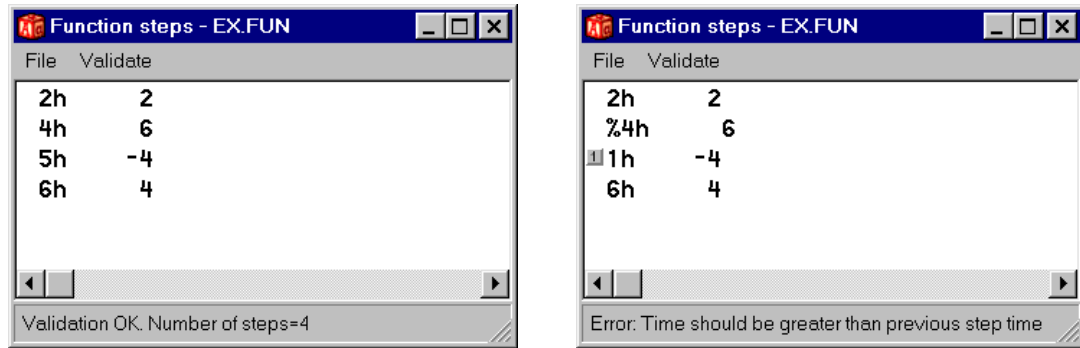 Function steps - EX.FUN
File Validate
2h 2
4h 6
5h -4
6h 4
Validation OK. Number of steps=4
Function steps - EX.FUN
File Validate
2h 2
%4h 6
1 1h -4
6h 4
Error: Time should be greater than previous step time